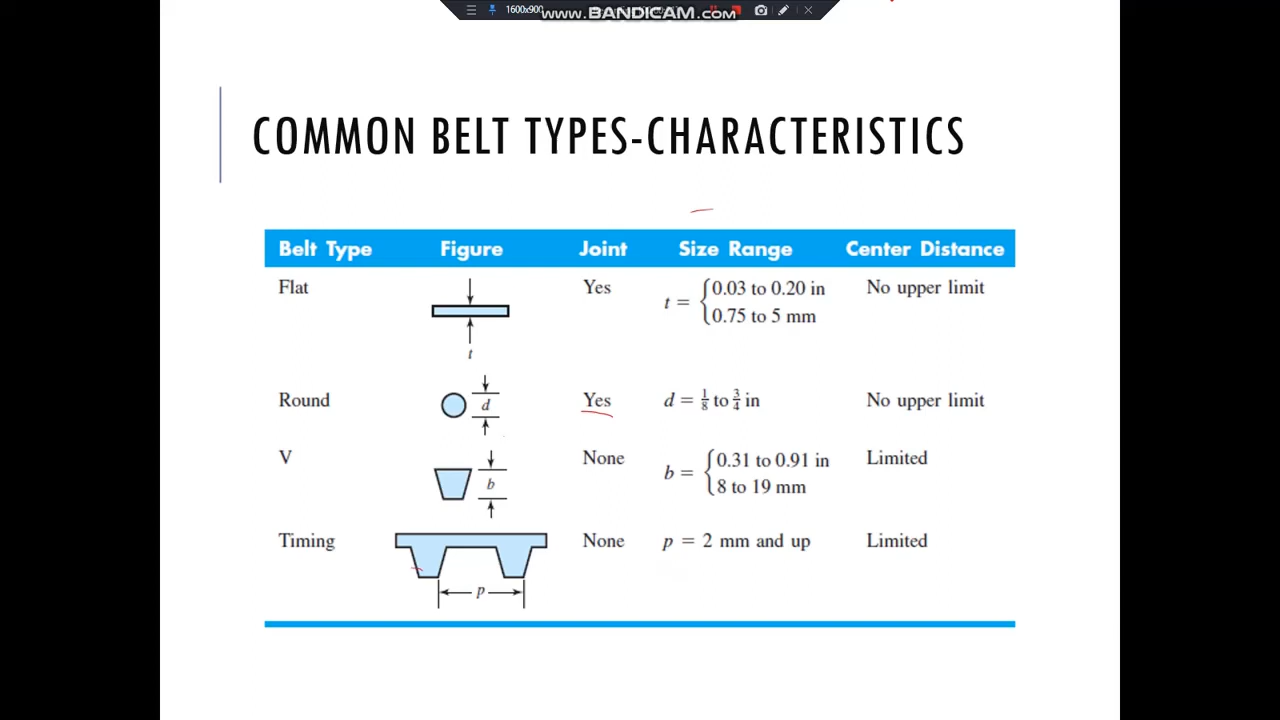 1600x900
www.BANDICAM.com
COMMON BELT TYPES-CHARACTERISTICS
Belt Type Figure Joint Size Range Center Distance
Flat t Yes t = { 0.03 to 0.20 in No upper limit
0.75 to 5 mm
Round d Yes d = 1/8 to 3/4 in No upper limit
V b None b = { 0.31 to 0.91 in Limited
8 to 19 mm
Timing None p = 2 mm and up Limited
p